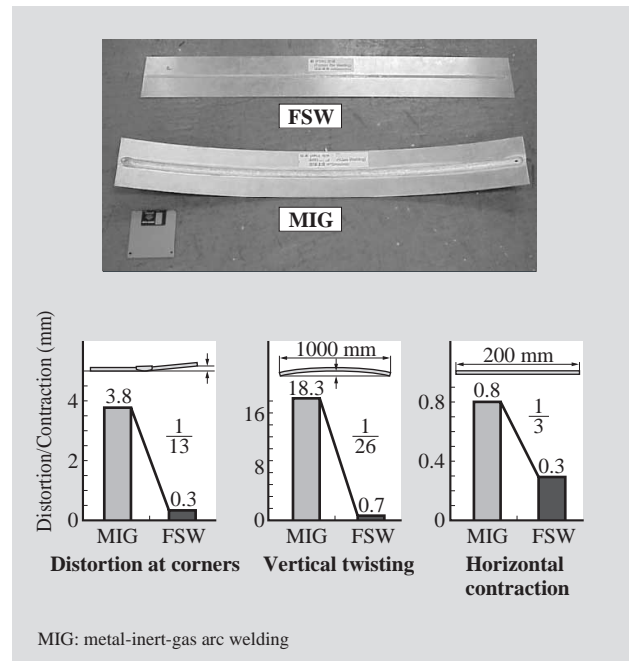 FSW
MIG
Distortion/Contraction (mm)
4
2
0
3.8
1
13
0.3
MIG FSW
Distortion at corners
1000 mm
16
8
0
18.3
1
26
0.7
MIG FSW
Vertical twisting
200 mm
0.8
0.4
0
0.8
1
3
0.3
MIG FSW
Horizontal
contraction
MIG: metal-inert-gas arc welding